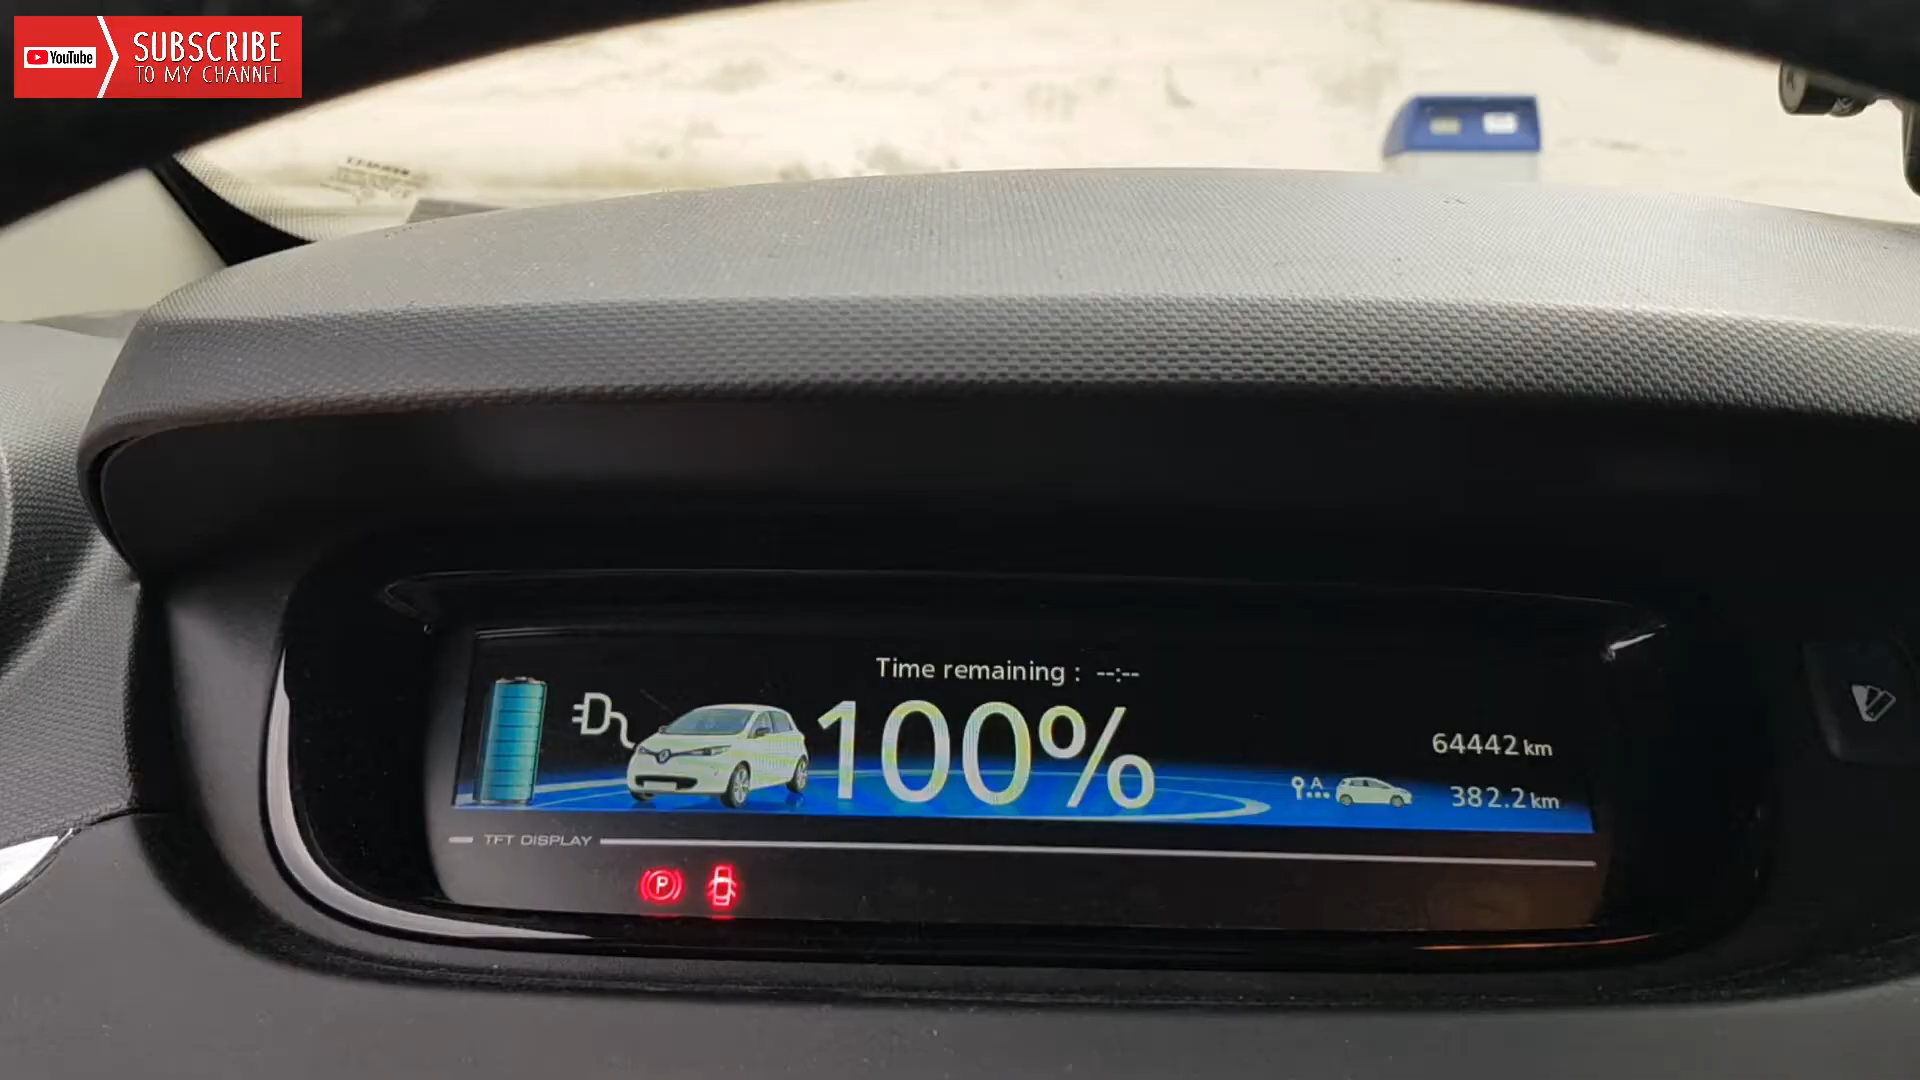 YouTube
SUBSCRIBE
TO MY CHANNEL
Time remaining : --:--
100%
64442 km
A
382.2 km
TFT DISPLAY
P